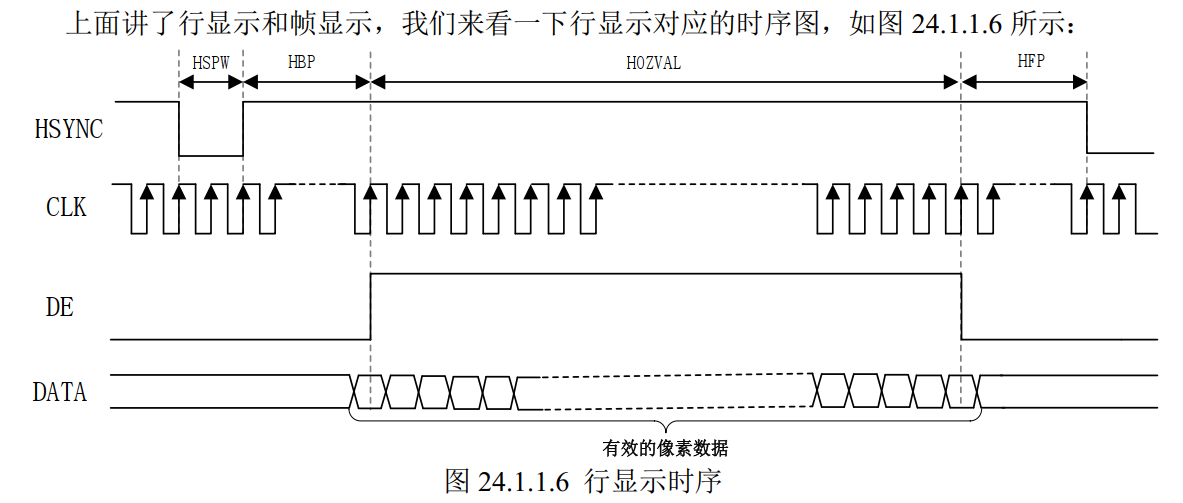 上面讲了行显示和帧显示，我们来看一下行显示对应的时序图，如图 24.1.1.6 所示：
HSPW HBP HOZVAL HFP
HSYNC
CLK
DE
DATA
有效的像素数据
图 24.1.1.6 行显示时序